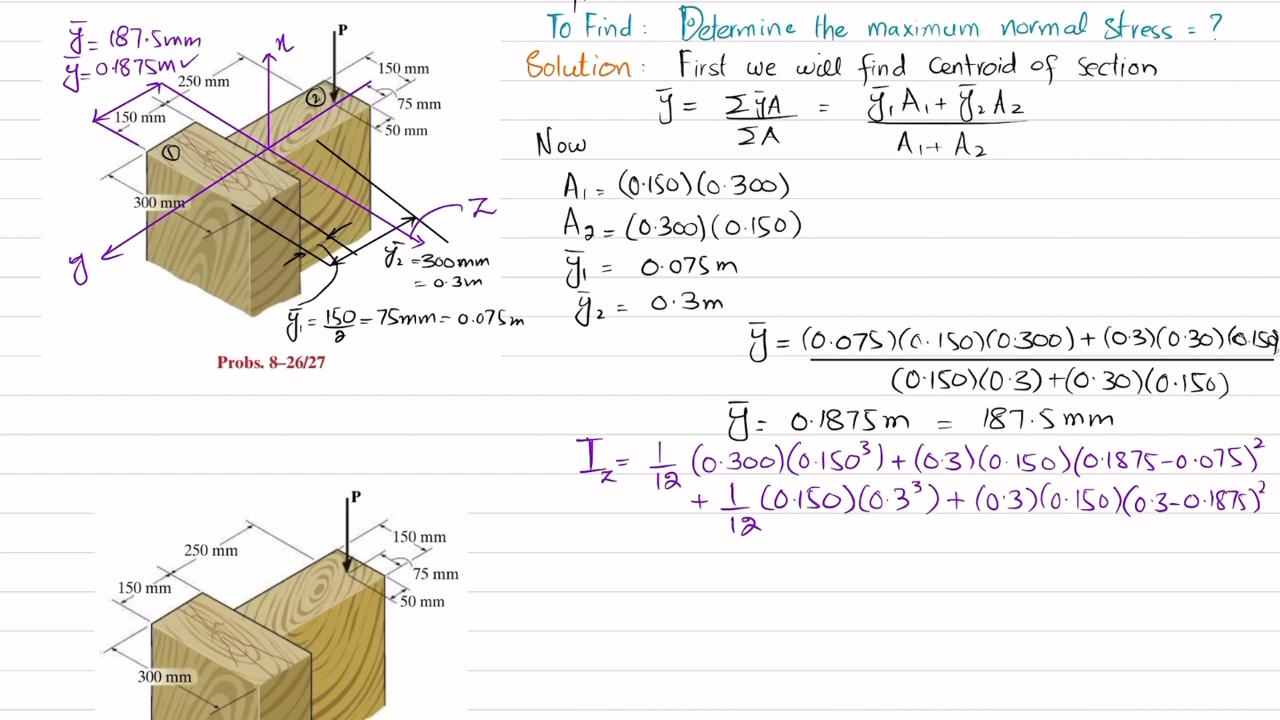 To Find : Determine the maximum normal stress = ?
Solution : First we will find Centroid of section
ȳ = ΣȳA / ΣA = ȳ₁A₁ + ȳ₂A₂ / A₁ + A₂
Now
A₁ = (0.150)(0.300)
A₂ = (0.300)(0.150)
ȳ₁ = 0.075m
ȳ₂ = 0.3m
ȳ = (0.075)(0.150)(0.300) + (0.3)(0.30)(0.150
(0.150)(0.3) + (0.30)(0.150)
ȳ = 0.1875m = 187.5mm
I_z = 1/12 (0.300)(0.150³) + (0.3)(0.150)(0.1875-0.075)²
+ 1/12 (0.150)(0.3³) + (0.3)(0.150)(0.3-0.1875)²
ȳ = 187.5mm
ȳ = 0.1875m
x
P
250 mm
150 mm
②
75 mm
150 mm
50 mm
①
300 mm
z
y
ȳ₂ = 300mm
= 0.3m
ȳ₁ = 150/2 = 75mm = 0.075m
Probs. 8–26/27
P
150 mm
250 mm
75 mm
150 mm
50 mm
300 mm